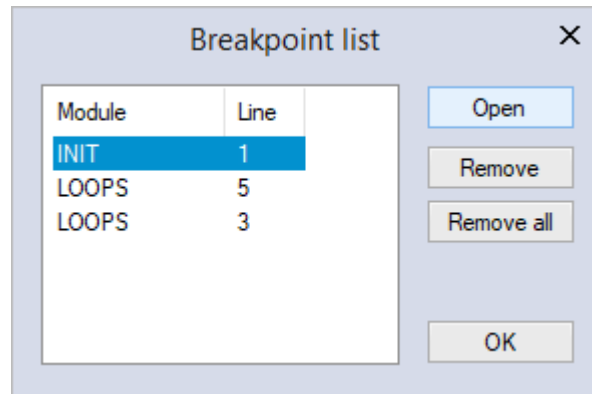 Breakpoint list
Module Line
INIT 1
LOOPS 5
LOOPS 3
Open
Remove
Remove all
OK